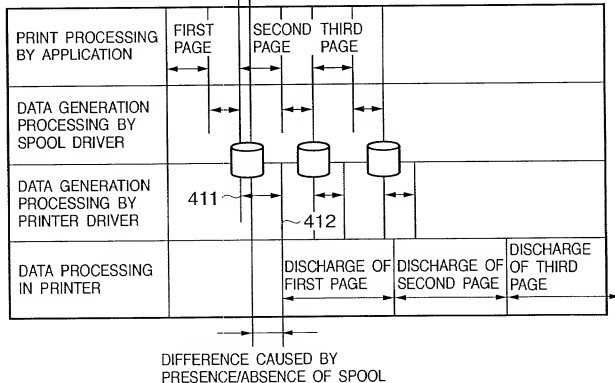 PRINT PROCESSING
BY APPLICATION
FIRST
PAGE
SECOND
PAGE
THIRD
PAGE
DATA GENERATION
PROCESSING BY
SPOOL DRIVER
DATA GENERATION
PROCESSING BY
PRINTER DRIVER
411
412
DATA PROCESSING
IN PRINTER
DISCHARGE OF
FIRST PAGE
DISCHARGE OF
SECOND PAGE
DISCHARGE
OF THIRD
PAGE
DIFFERENCE CAUSED BY
PRESENCE/ABSENCE OF SPOOL